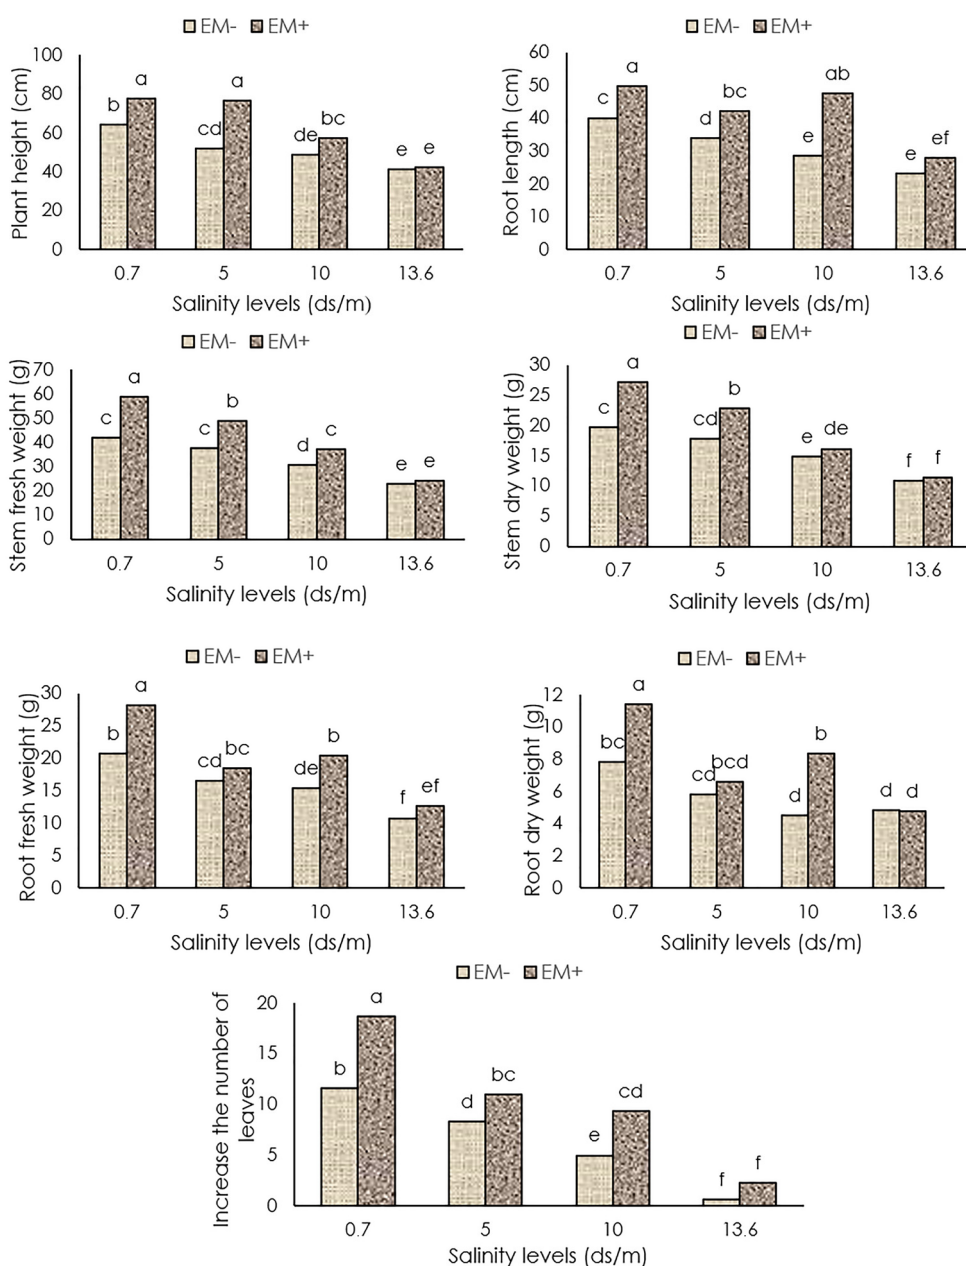 EM- EM+
Plant height (cm)
100
80
60
40
20
0
b a cd a de bc e e
0.7 5 10 13.6
Salinity levels (ds/m)
EM- EM+
Root length (cm)
60
50
40
30
20
10
0
c a d bc e ab e ef
0.7 5 10 13.6
Salinity levels (ds/m)
EM- EM+
Stem fresh weight (g)
70
60
50
40
30
20
10
0
c a c b d c e e
0.7 5 10 13.6
Salinity levels (ds/m)
EM- EM+
Stem dry weight (g)
30
25
20
15
10
5
0
c a cd b e de f f
0.7 5 10 13.6
Salinity levels (ds/m)
EM- EM+
Root fresh weight (g)
30
25
20
15
10
5
0
b a cd bc de b f ef
0.7 5 10 13.6
Salinity levels (ds/m)
EM- EM+
Root dry weight (g)
12
10
8
6
4
2
0
bc a cd bcd d b d d
0.7 5 10 13.6
Salinity levels (ds/m)
EM- EM+
Increase the number of
leaves
20
15
10
5
0
b a d bc e cd f f
0.7 5 10 13.6
Salinity levels (ds/m)